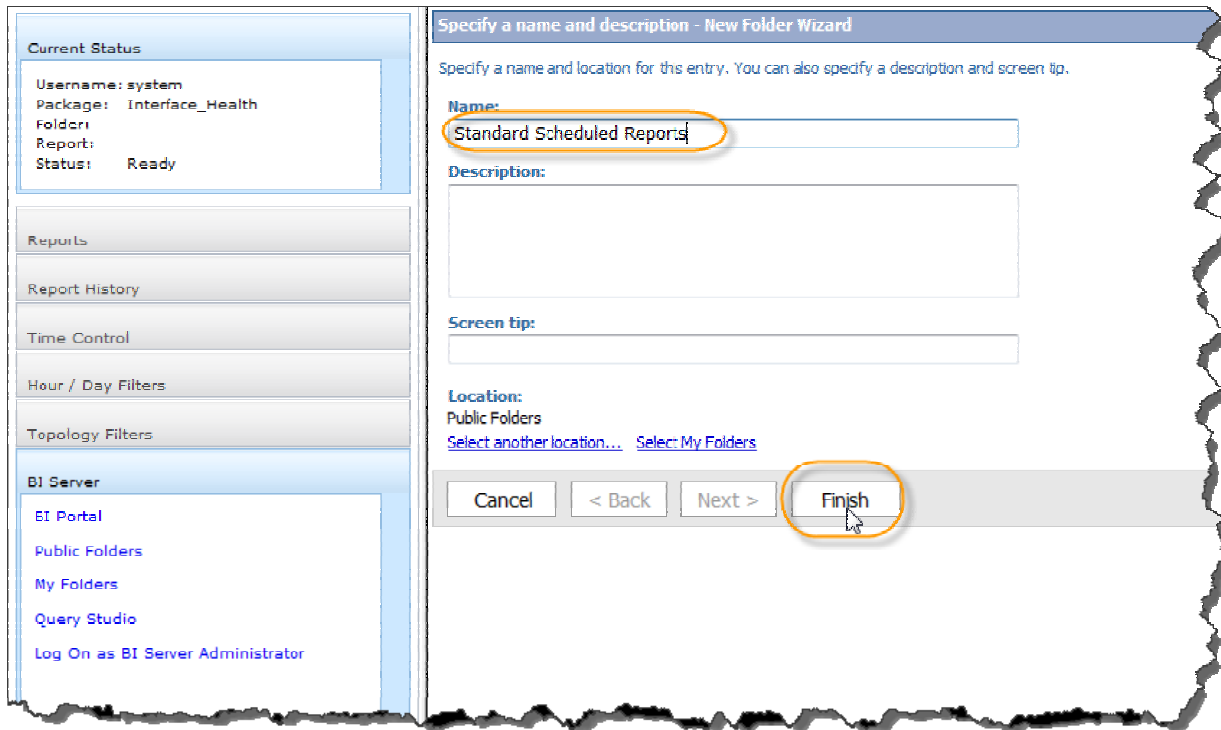 Current Status
Username: system
Package: Interface_Health
Folder:
Report:
Status: Ready
Reports
Report History
Time Control
Hour / Day Filters
Topology Filters
BI Server
BI Portal
Public Folders
My Folders
Query Studio
Log On as BI Server Administrator
Specify a name and description - New Folder Wizard
Specify a name and location for this entry. You can also specify a description and screen tip.
Name:
Standard Scheduled Reports
Description:
Screen tip:
Location:
Public Folders
Select another location... Select My Folders
Cancel < Back Next > Finish